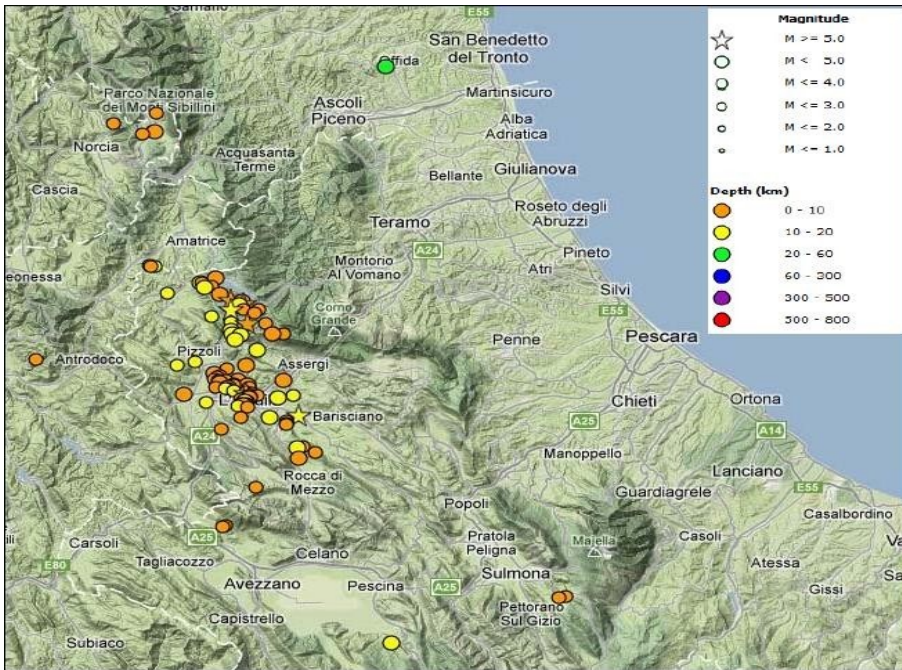 Sarnano
E55
Magnitude
M >= 5.0
M < 5.0
M <= 4.0
M <= 3.0
M <= 2.0
M <= 1.0
Depth (km)
0 - 10
10 - 20
20 - 60
60 - 300
300 - 500
300 - 800
San Benedetto
del Tronto
Offida
Parco Nazionale
dei Monti Sibillini
Martinsicuro
Ascoli
Piceno
Alba
Adriatica
Norcia
Acquasanta
Terme
Giulianova
Bellante
Cascia
Roseto degli
Abruzzi
Teramo
Amatrice
A24
Pineto
Montorio
Al Vomano
Atri
Silvi
eonessa
Corno
Grande
E55
Penne
Pescara
Pizzoli
Antrodoco
Assergi
Chieti
Ortona
Barisciano
A25
A14
A24
Manoppello
Lanciano
Rocca di
Mezzo
Guardiagrele
E55
Popoli
Casalbordino
A25
Pratola
Peligna
Majella
Casoli
Carsoli
Celano
Tagliacozzo
Atessa
E80
Sulmona
Avezzano
Pescina
A25
Gissi
Pettorano
Sul Gizio
Capistrello
Subiaco